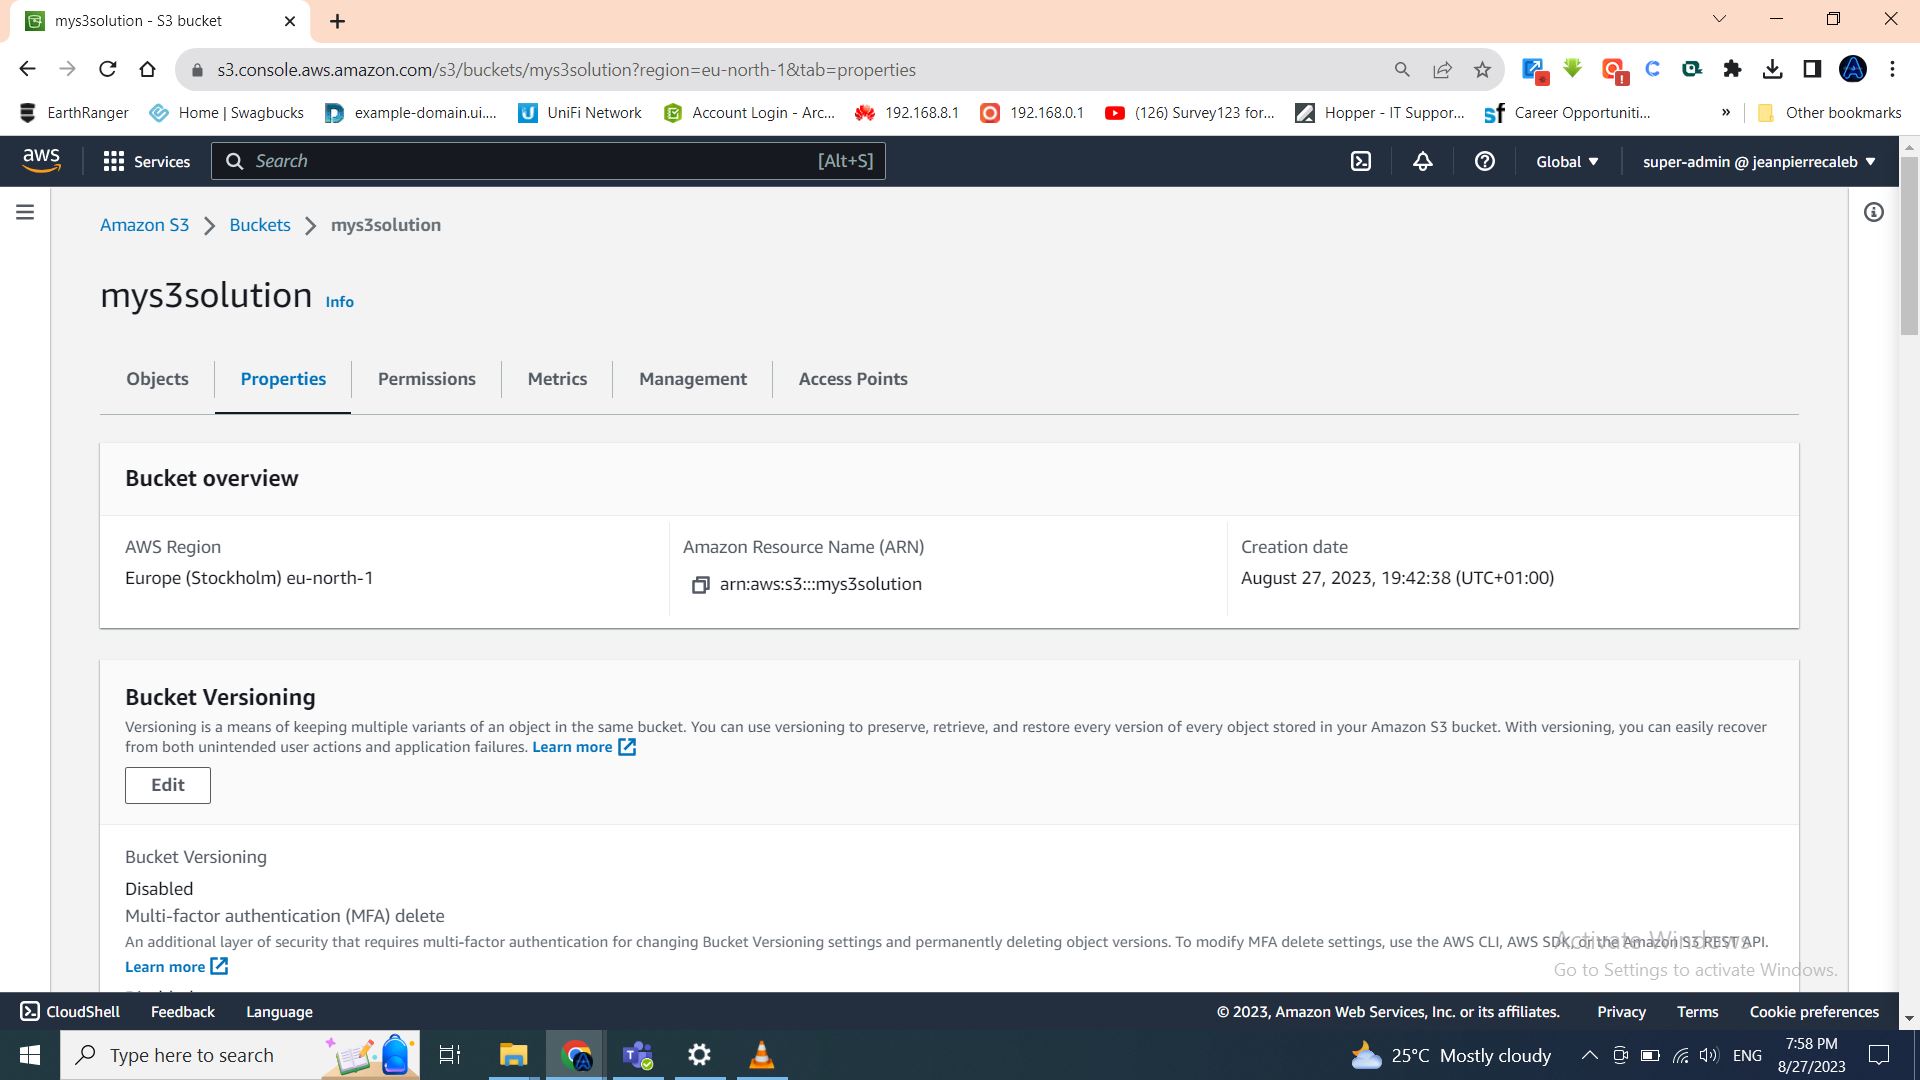 mys3solution - S3 bucket
s3.console.aws.amazon.com/s3/buckets/mys3solution?region=eu-north-1&tab=properties
EarthRanger
Home | Swagbucks
example-domain.ui....
UniFi Network
Account Login - Arc...
192.168.8.1
192.168.0.1
(126) Survey123 for...
Hopper - IT Suppor...
Career Opportuniti...
»
Other bookmarks
aws
Services
Search
[Alt+S]
Global
super-admin @ jeanpierrecaleb
Amazon S3
Buckets
mys3solution
mys3solution Info
Objects
Properties
Permissions
Metrics
Management
Access Points
Bucket overview
AWS Region
Europe (Stockholm) eu-north-1
Amazon Resource Name (ARN)
arn:aws:s3:::mys3solution
Creation date
August 27, 2023, 19:42:38 (UTC+01:00)
Bucket Versioning
Versioning is a means of keeping multiple variants of an object in the same bucket. You can use versioning to preserve, retrieve, and restore every version of every object stored in your Amazon S3 bucket. With versioning, you can easily recover
from both unintended user actions and application failures. Learn more
Edit
Bucket Versioning
Disabled
Multi-factor authentication (MFA) delete
An additional layer of security that requires multi-factor authentication for changing Bucket Versioning settings and permanently deleting object versions. To modify MFA delete settings, use the AWS CLI, AWS SDK, or the Amazon S3 REST API.
Learn more
Activate Windows
Go to Settings to activate Windows.
CloudShell
Feedback
Language
© 2023, Amazon Web Services, Inc. or its affiliates.
Privacy
Terms
Cookie preferences
Type here to search
25°C Mostly cloudy
ENG
7:58 PM
8/27/2023